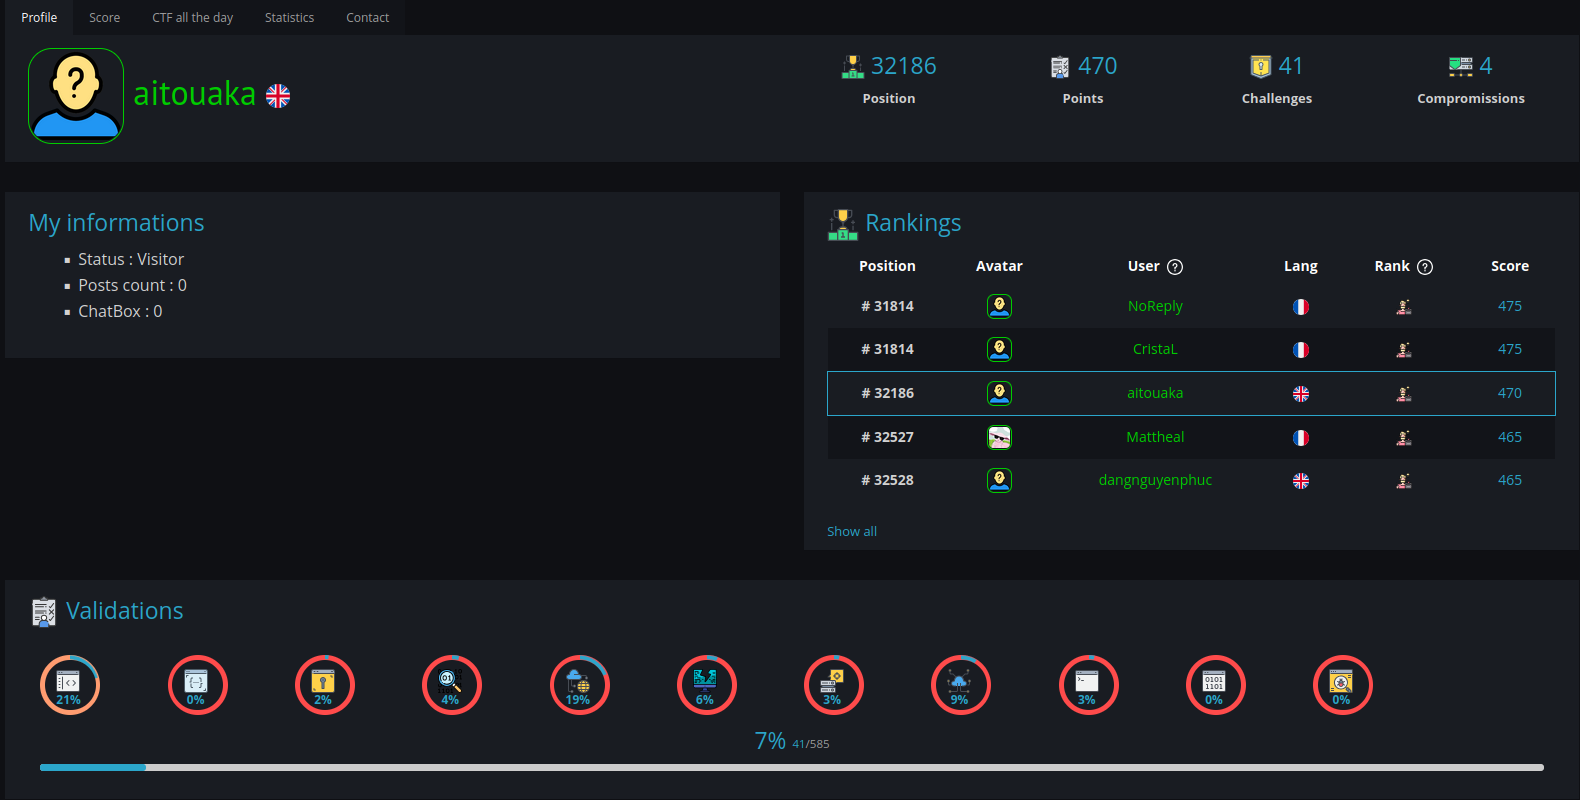 Profile Score CTF all the day Statistics Contact
aitouaka
32186 470 41 4
Position Points Challenges Compromissions
My informations
Status : Visitor
Posts count : 0
ChatBox : 0
Rankings
Position Avatar User ? Lang Rank ? Score
# 31814 NoReply 475
# 31814 CristaL 475
# 32186 aitouaka 470
# 32527 Mattheal 465
# 32528 dangnguyenphuc 465
Show all
Validations
21% 0% 2% 4% 19% 6% 3% 9% 3% 0% 0%
7% 41/585